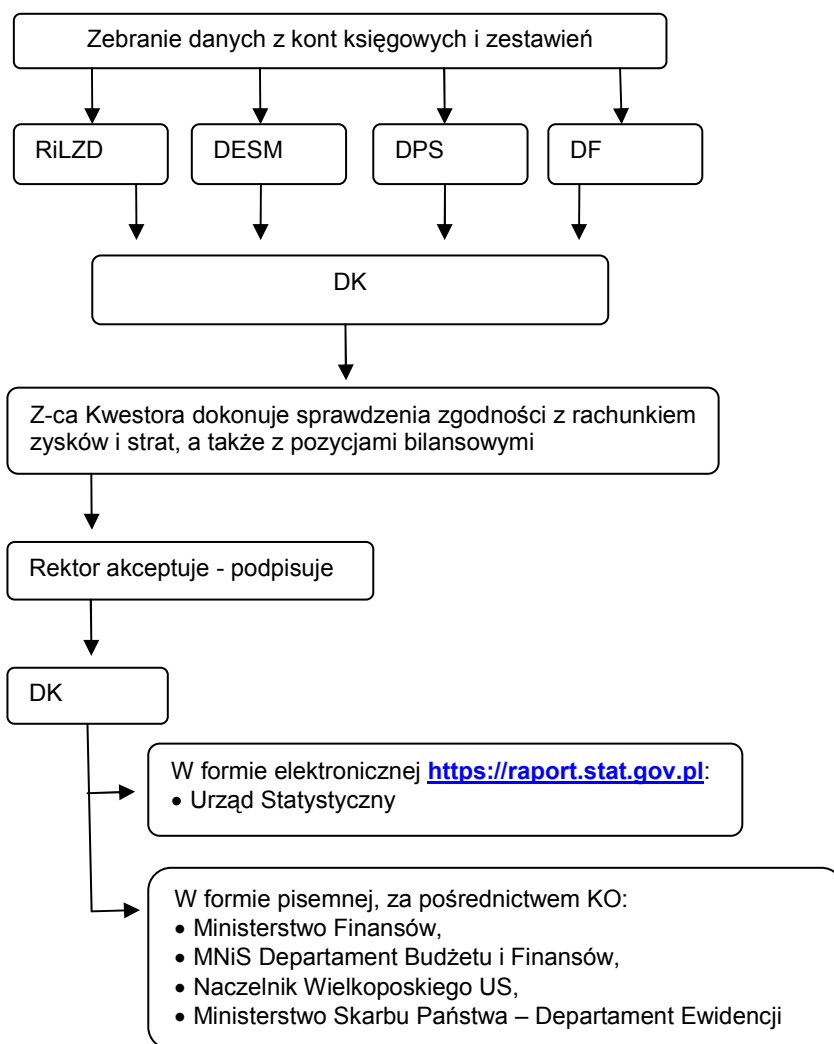 Zebranie danych z kont księgowych i zestawień
RiLZD
DESM
DPS
DF
DK
Z-ca Kwestora dokonuje sprawdzenia zgodności z rachunkiem
zysków i strat, a także z pozycjami bilansowymi
Rektor akceptuje - podpisuje
DK
W formie elektronicznej https://raport.stat.gov.pl:
• Urząd Statystyczny
W formie pisemnej, za pośrednictwem KO:
• Ministerstwo Finansów,
• MNiS Departament Budżetu i Finansów,
• Naczelnik Wielkoposkiego US,
• Ministerstwo Skarbu Państwa – Departament Ewidencji